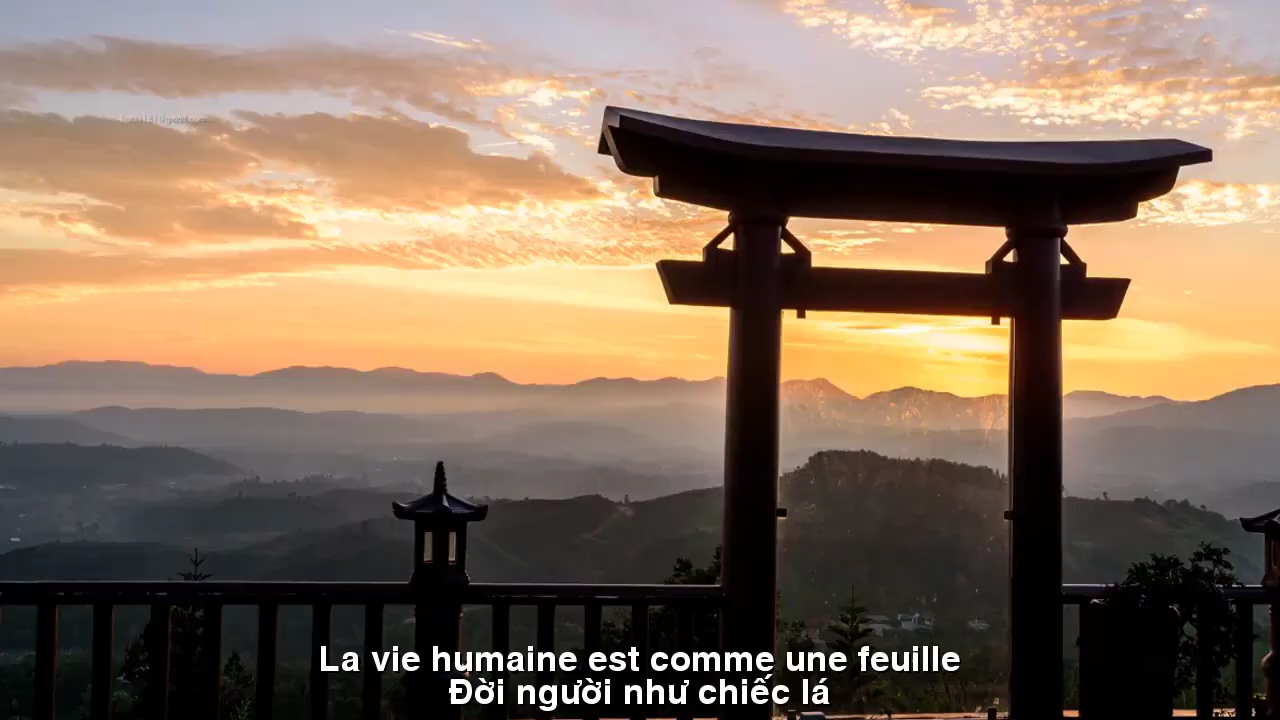 La vie humaine est comme une feuille
Đời người như chiếc lá